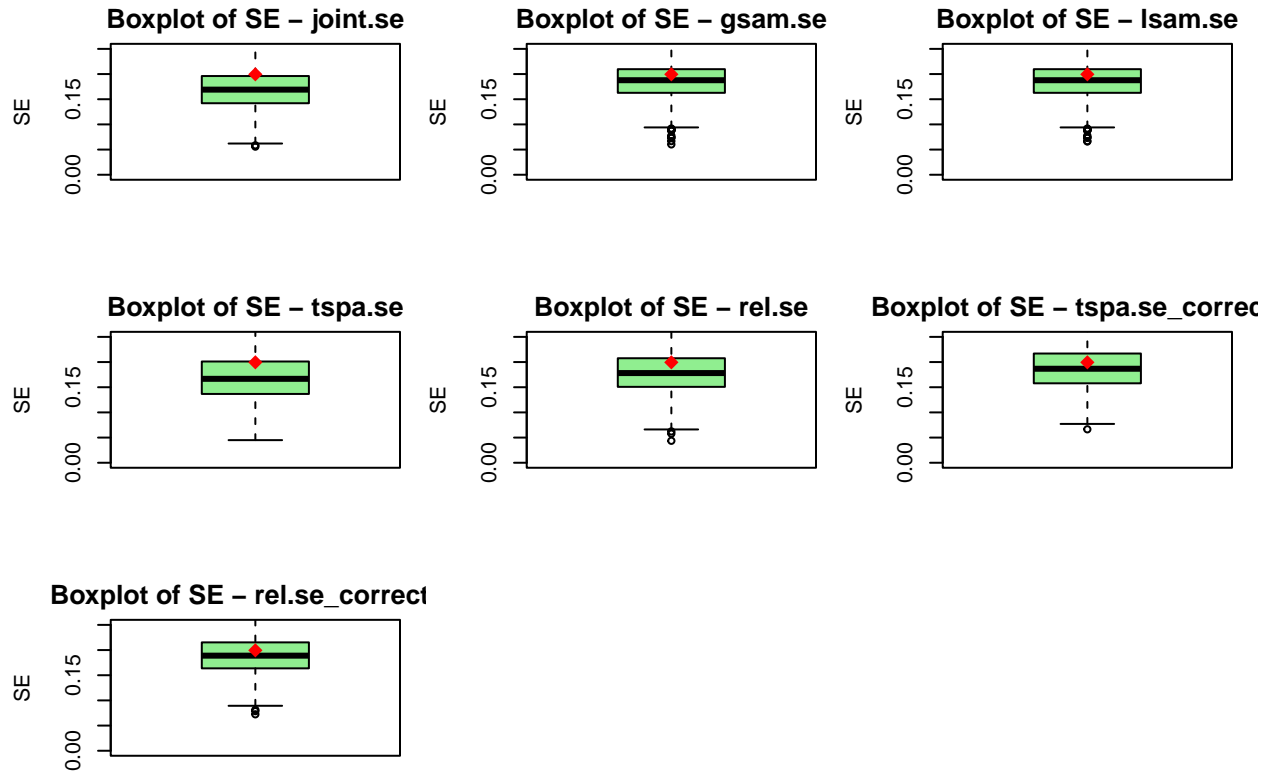 Boxplot of SE − joint.se
SE
0.00
0.15
Boxplot of SE − gsam.se
SE
0.00
0.15
Boxplot of SE − lsam.se
SE
0.00
0.15
Boxplot of SE − tspa.se
SE
0.00
0.15
Boxplot of SE − rel.se
SE
0.00
0.15
Boxplot of SE − tspa.se_correc
SE
0.00
0.15
Boxplot of SE − rel.se_correct
SE
0.00
0.15